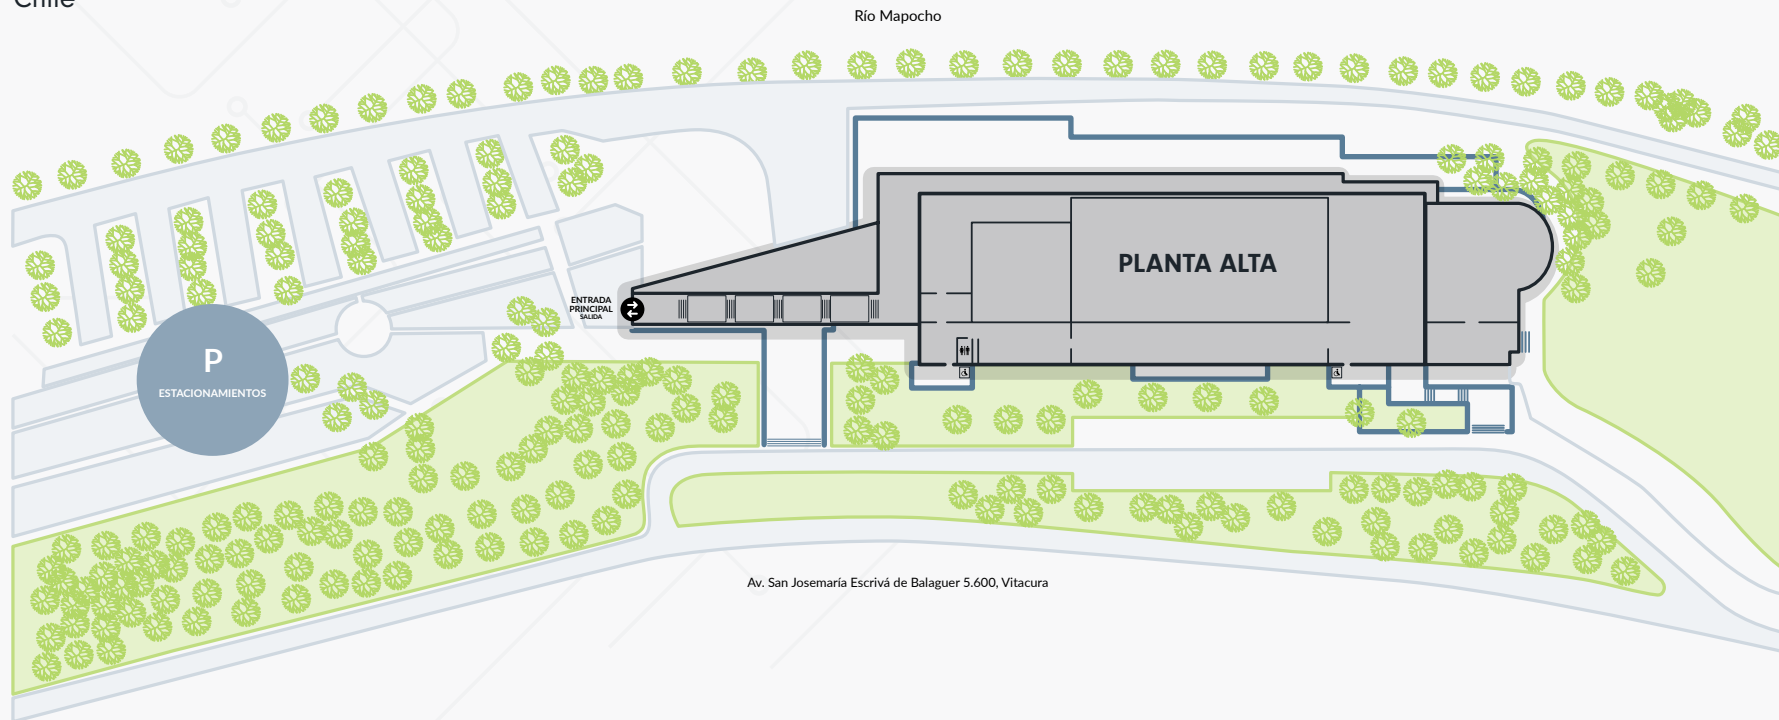 Chile
Río Mapocho
PLANTA ALTA
ENTRADA
PRINCIPAL
SALIDA
P
ESTACIONAMIENTOS
Av. San Josemaría Escrivá de Balaguer 5.600, Vitacura